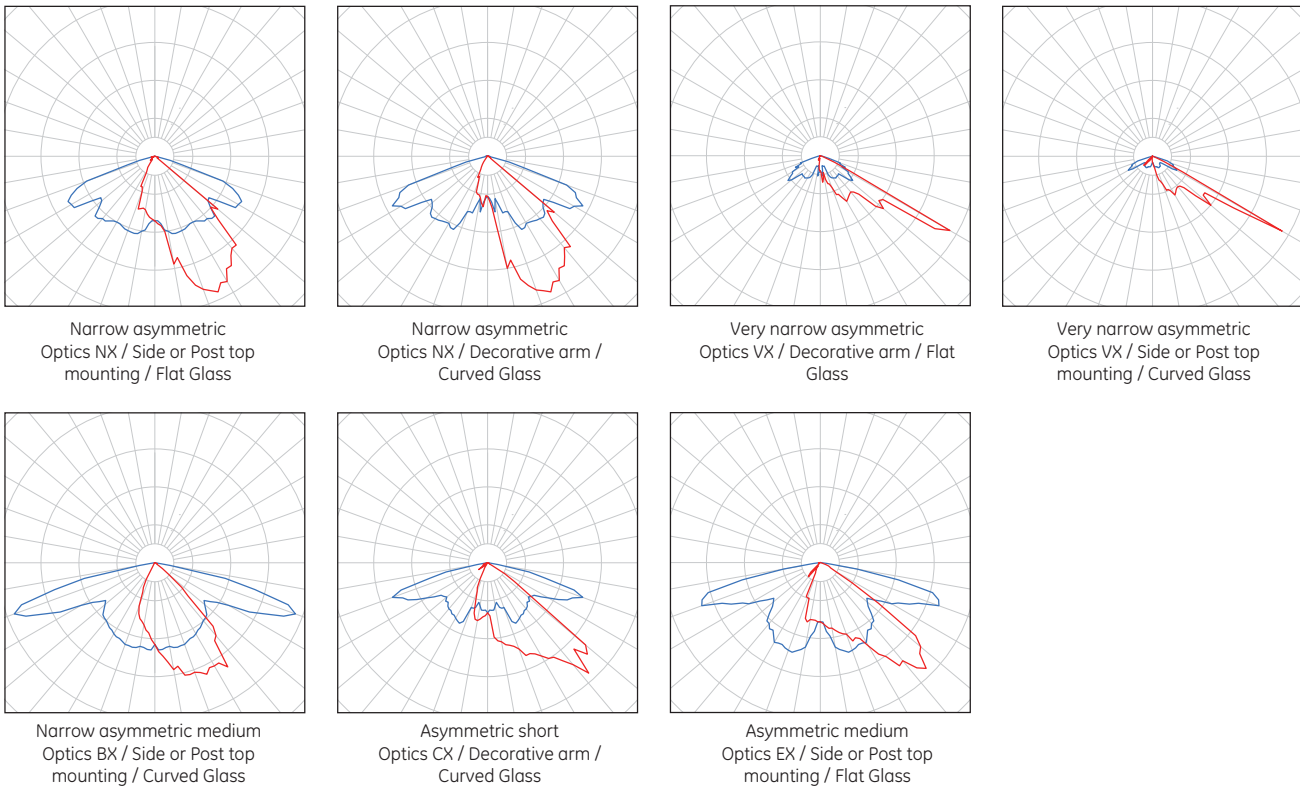 Narrow asymmetric
Optics NX / Side or Post top
mounting / Flat Glass
Narrow asymmetric
Optics NX / Decorative arm /
Curved Glass
Very narrow asymmetric
Optics VX / Decorative arm / Flat
Glass
Very narrow asymmetric
Optics VX / Side or Post top
mounting / Curved Glass
Narrow asymmetric medium
Optics BX / Side or Post top
mounting / Curved Glass
Asymmetric short
Optics CX / Decorative arm /
Curved Glass
Asymmetric medium
Optics EX / Side or Post top
mounting / Flat Glass